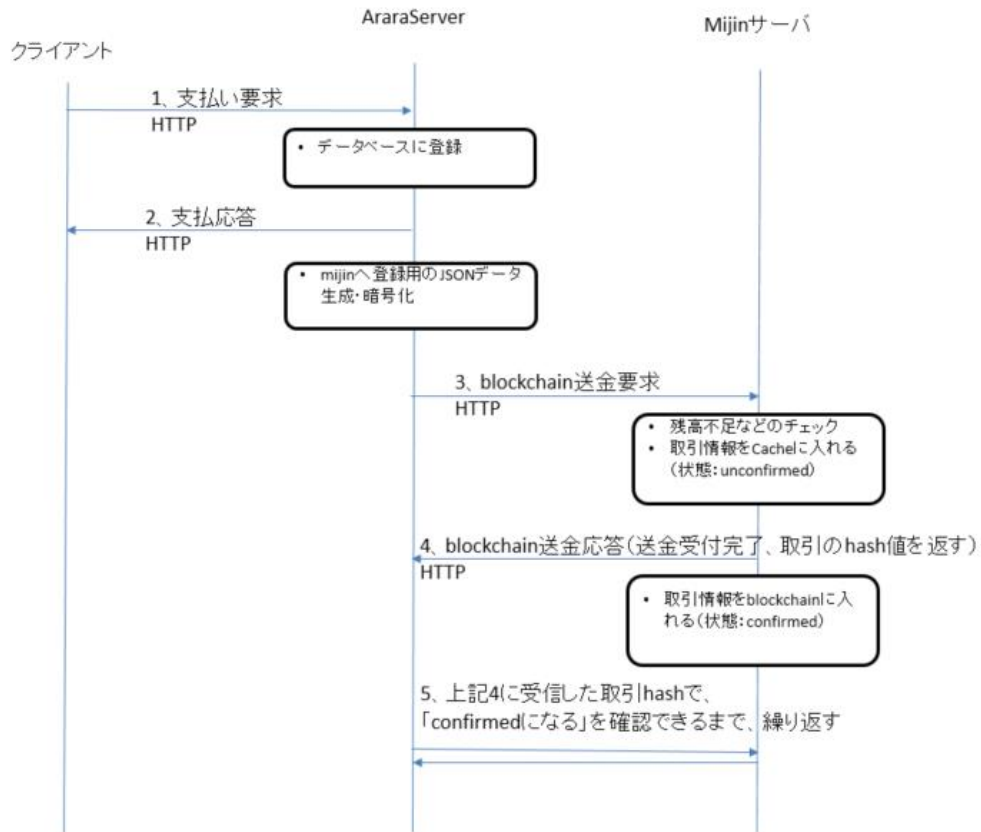 AraraServer
Mijinサーバ
クライアント
1、支払い要求
HTTP
• データベースに登録
2、支払応答
HTTP
• mijinへ登録用のJSONデータ
生成・暗号化
3、blockchain送金要求
HTTP
• 残高不足などのチェック
• 取引情報をCacheに入れる
(状態:unconfirmed)
4、blockchain送金応答(送金受付完了、取引のhash値を返す)
HTTP
• 取引情報をblockchainに入
れる(状態:confirmed)
5、上記4に受信した取引hashで、
「confirmedになる」を確認できるまで、繰り返す